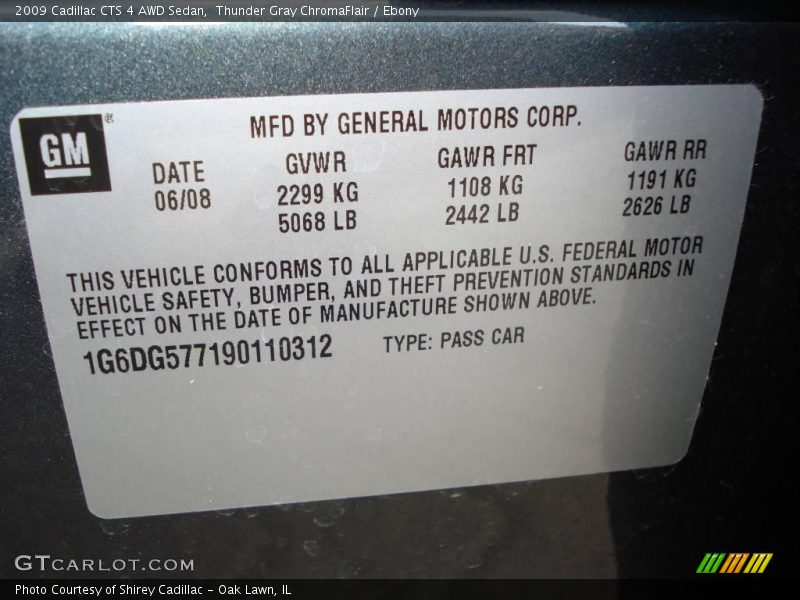 2009 Cadillac CTS 4 AWD Sedan, Thunder Gray ChromaFlair / Ebony
GM ®
MFD BY GENERAL MOTORS CORP.
DATE GVWR GAWR FRT GAWR RR
06/08 2299 KG 1108 KG 1191 KG
5068 LB 2442 LB 2626 LB
THIS VEHICLE CONFORMS TO ALL APPLICABLE U.S. FEDERAL MOTOR
VEHICLE SAFETY, BUMPER, AND THEFT PREVENTION STANDARDS IN
EFFECT ON THE DATE OF MANUFACTURE SHOWN ABOVE.
1G6DG577190110312 TYPE: PASS CAR
GTCARLOT.COM
Photo Courtesy of Shirey Cadillac - Oak Lawn, IL